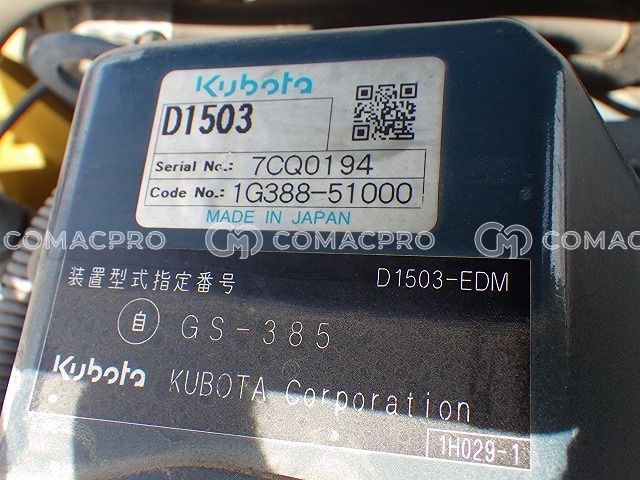 Kubota
D1503
Serial No.: 7CQ0194
Code No.: 1G388-51000
MADE IN JAPAN
COMACPRO COMACPRO COMACPRO
装置型式指定番号 D1503-EDM
自 GS-385
Kubota KUBOTA Corporation
1H029-1